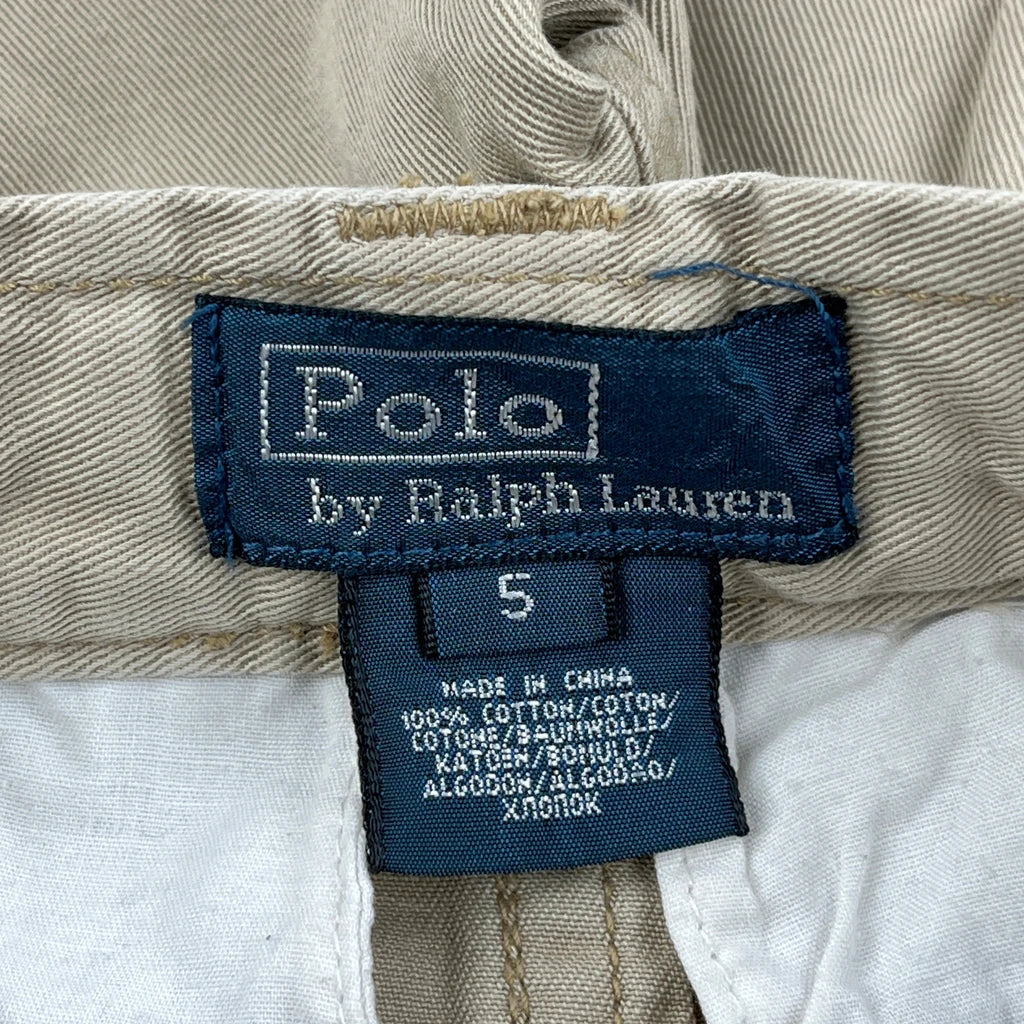 Polo
by Ralph Lauren
5
MADE IN CHINA
100% COTTON/COTON/
COTONE/BAUMWOLLE/
KATOEN/BOMULD/
ALGODON/ALGODÃO/
ХЛОПОК